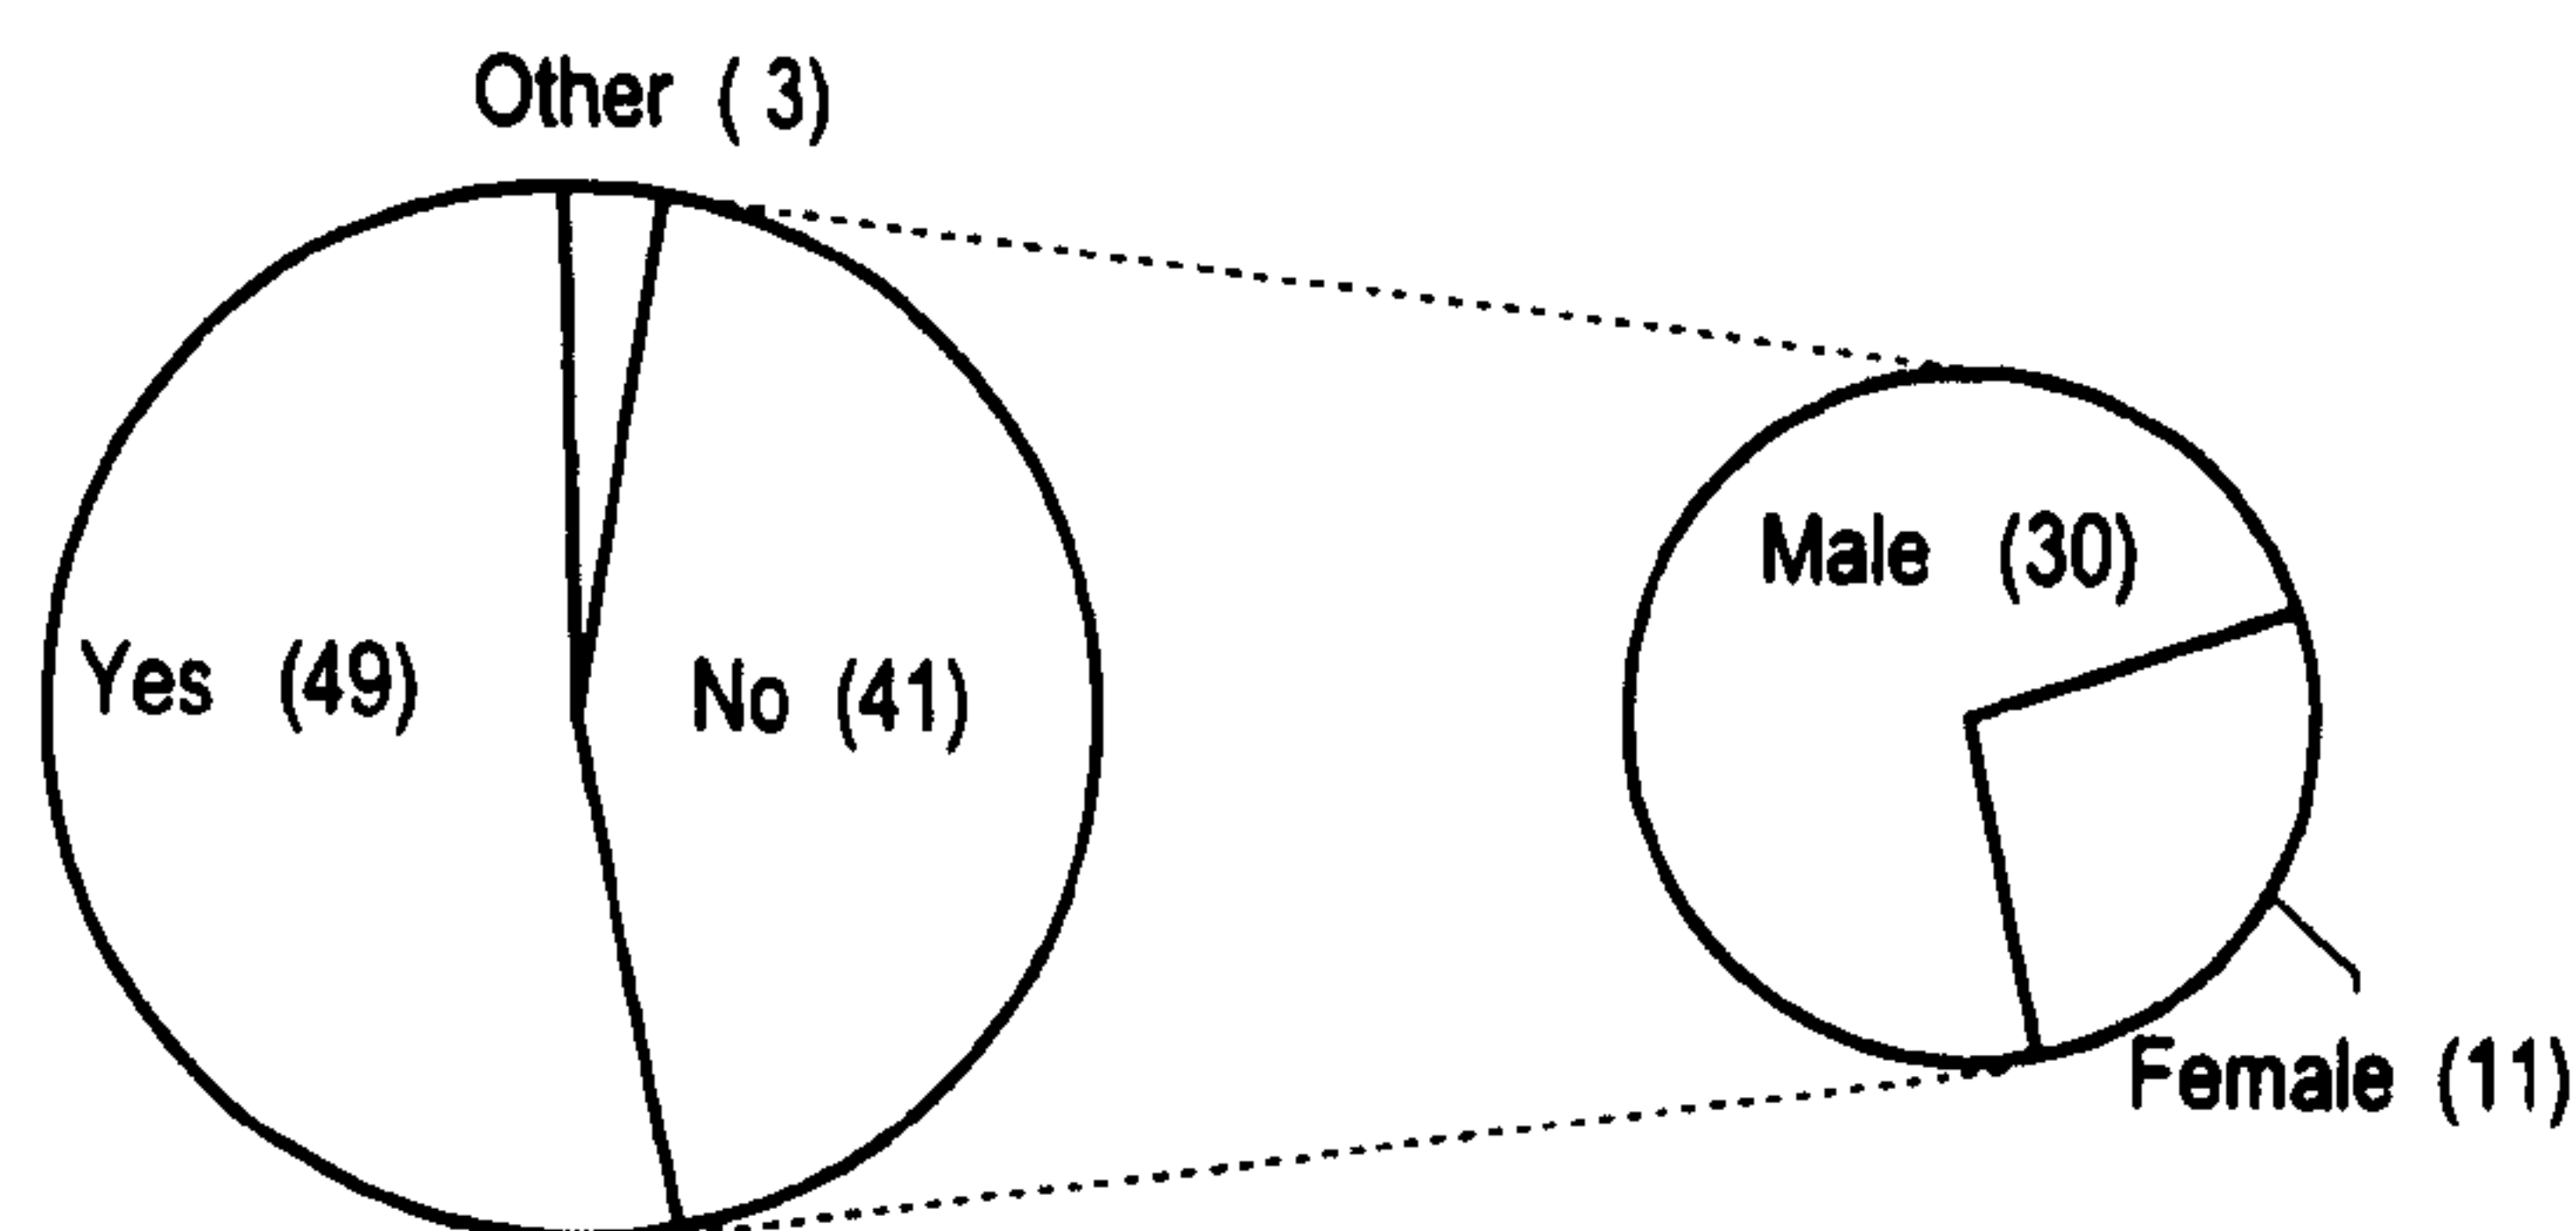 Other ( 3)
Yes (49)
No (41)
Male (30)
Female (11)